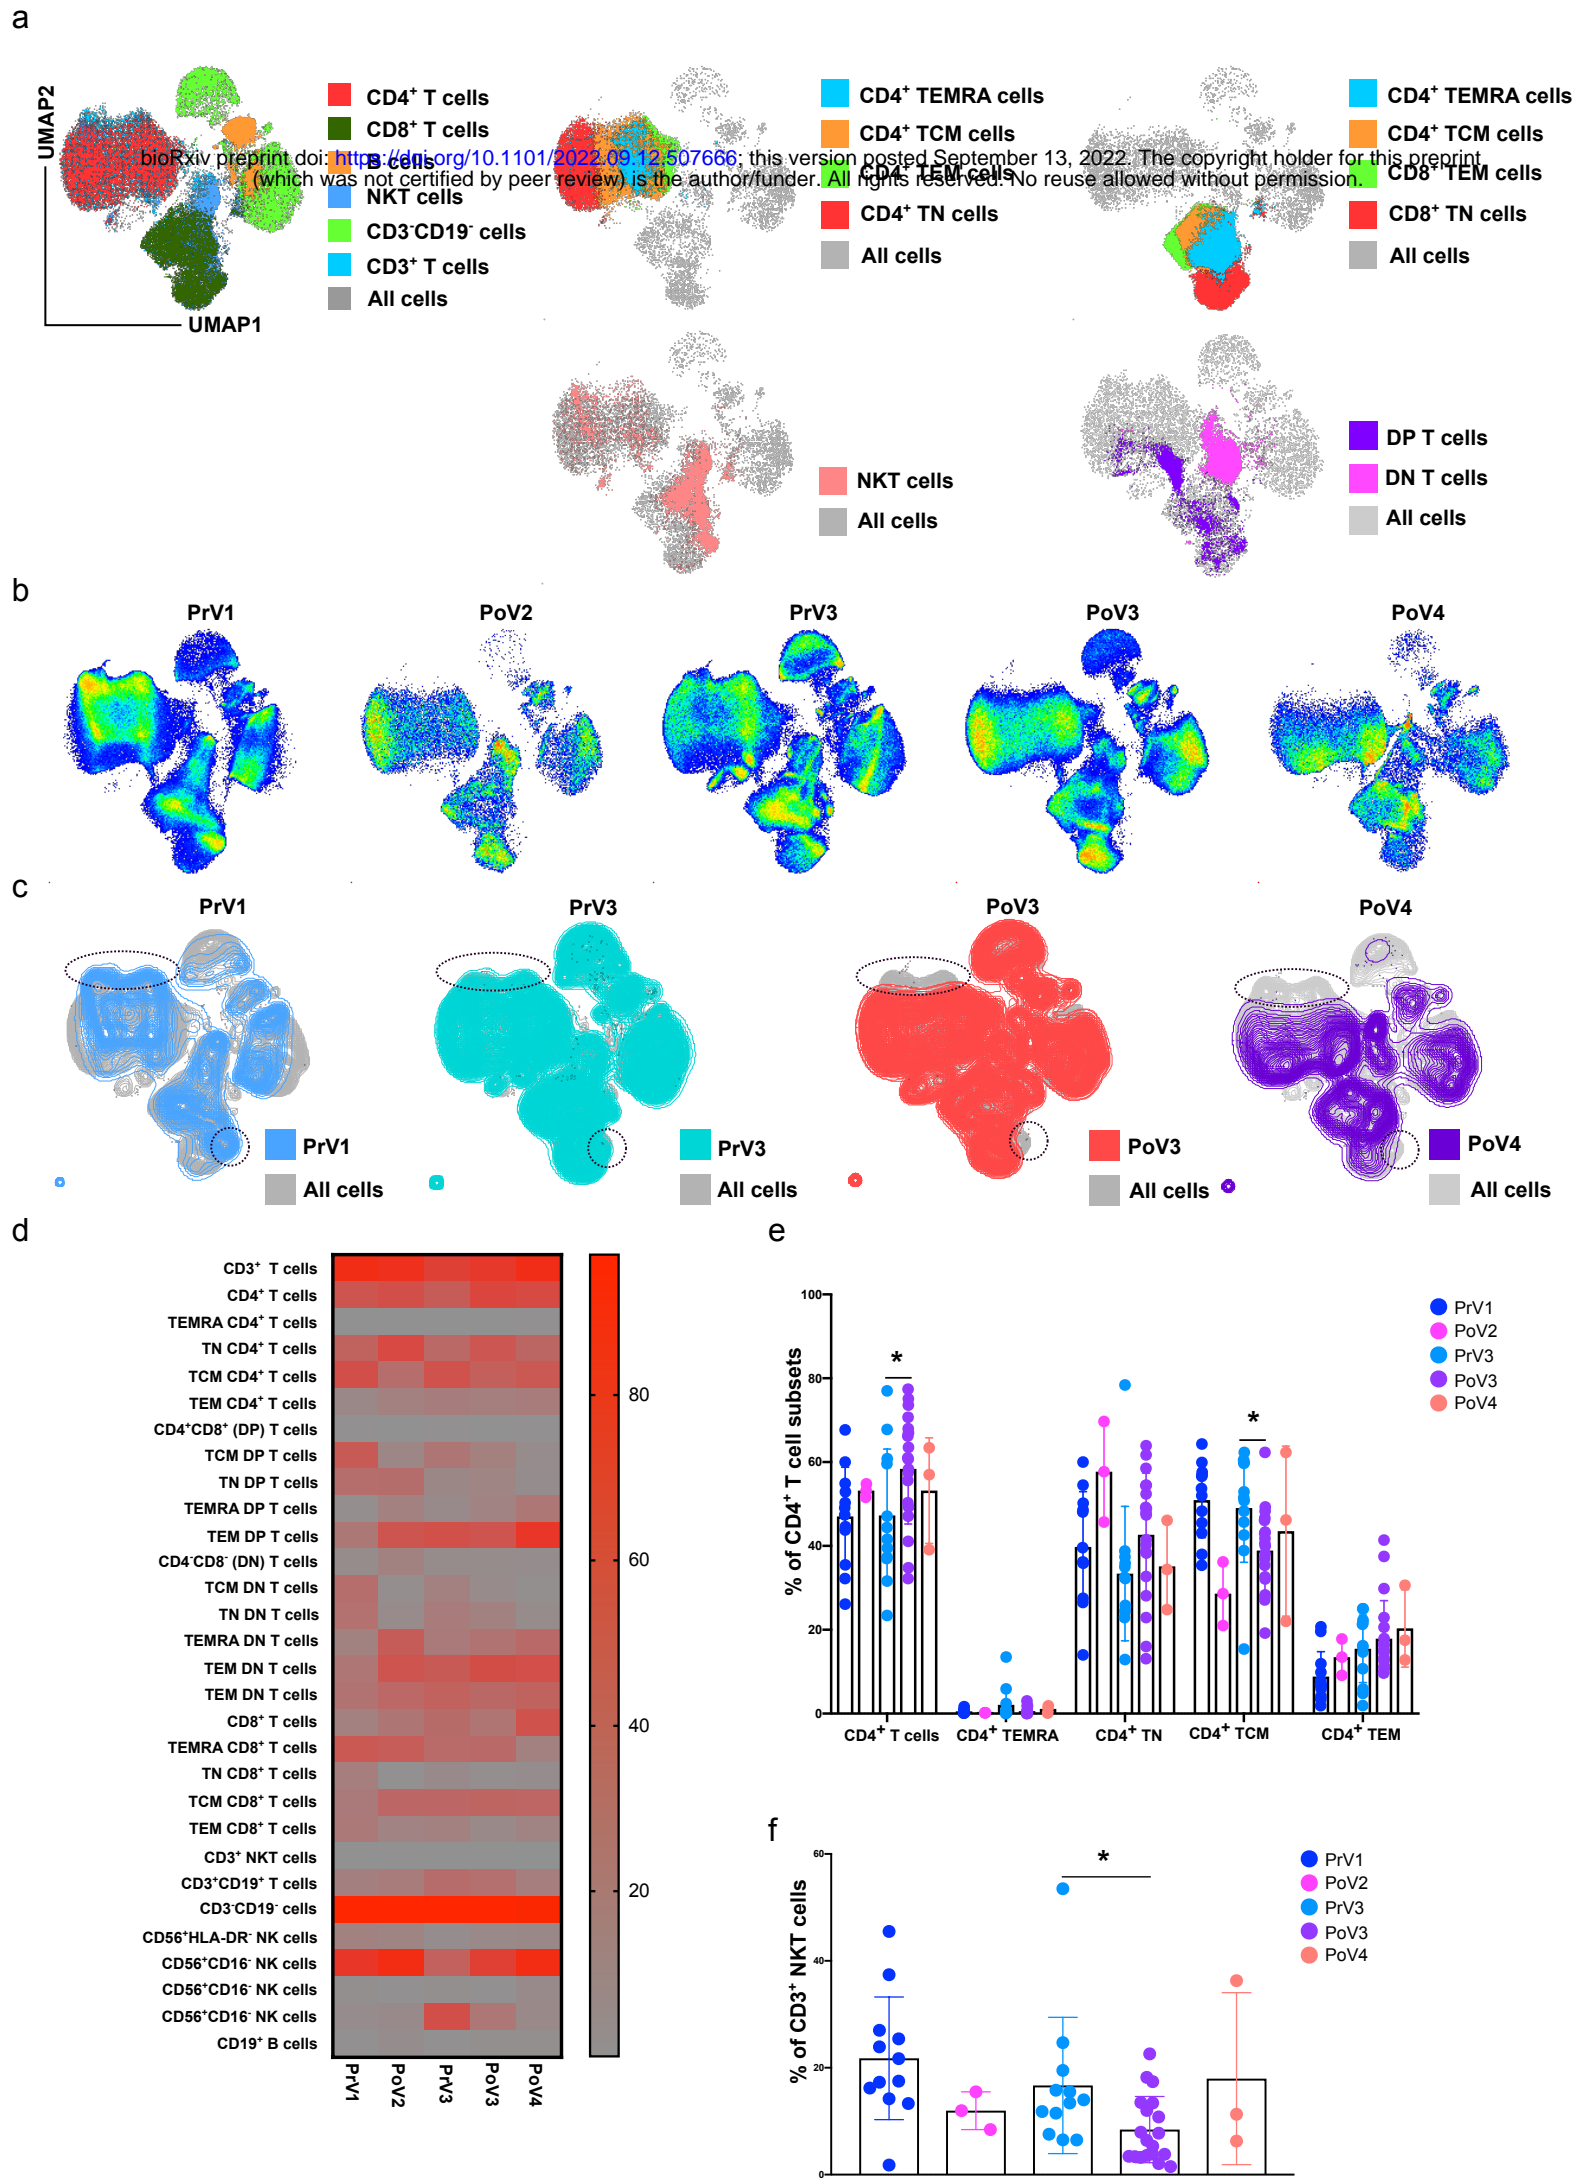 a
UMAP2
UMAP1
CD4+ T cells
CD8+ T cells
B cells
NKT cells
CD3-CD19- cells
CD3+ T cells
All cells
CD4+ TEMRA cells
CD4+ TCM cells
CD4+ TEM cells
CD4+ TN cells
All cells
CD4+ TEMRA cells
CD4+ TCM cells
CD8+ TEM cells
CD8+ TN cells
All cells
bioRxiv preprint doi: https://doi.org/10.1101/2022.09.12.507666; this version posted September 13, 2022. The copyright holder for this preprint
(which was not certified by peer review) is the author/funder. All rights reserved. No reuse allowed without permission.
NKT cells
All cells
DP T cells
DN T cells
All cells
b
PrV1
PoV2
PrV3
PoV3
PoV4
c
PrV1
PrV3
PoV3
PoV4
PrV1
All cells
PrV3
All cells
PoV3
All cells
PoV4
All cells
d
CD3+ T cells
CD4+ T cells
TEMRA CD4+ T cells
TN CD4+ T cells
TCM CD4+ T cells
TEM CD4+ T cells
CD4+CD8+ (DP) T cells
TCM DP T cells
TN DP T cells
TEMRA DP T cells
TEM DP T cells
CD4-CD8- (DN) T cells
TCM DN T cells
TN DN T cells
TEMRA DN T cells
TEM DN T cells
TEM DN T cells
CD8+ T cells
TEMRA CD8+ T cells
TN CD8+ T cells
TCM CD8+ T cells
TEM CD8+ T cells
CD3+ NKT cells
CD3+CD19+ T cells
CD3-CD19- cells
CD56+HLA-DR- NK cells
CD56+CD16- NK cells
CD56+CD16- NK cells
CD56+CD16- NK cells
CD19+ B cells
PrV1
PoV2
PrV3
PoV3
PoV4
80
60
40
20
e
% of CD4+ T cell subsets
100
80
60
40
20
0
*
*
CD4+ T cells
CD4+ TEMRA
CD4+ TN
CD4+ TCM
CD4+ TEM
PrV1
PoV2
PrV3
PoV3
PoV4
f
% of CD3+ NKT cells
60
40
20
0
*
PrV1
PoV2
PrV3
PoV3
PoV4